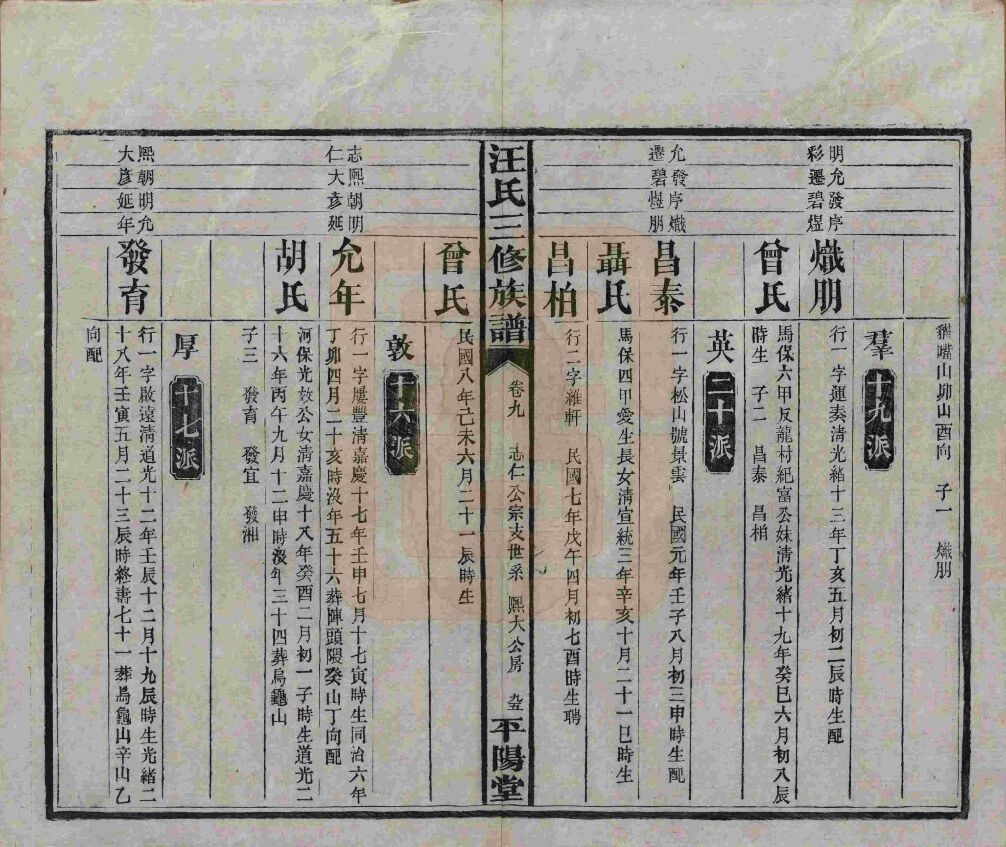 猫嘴山卯山酉向　子一　熾朋
羣　十九派
明允發序
彩遷碧煜
熾朋
行一字運奏清光緒十三年丁亥五月初二辰時生配
曾氏
馬保六甲反龍村紀富公妹清光緒十九年癸巳六月初八辰
時生　子二　昌泰　昌柏
英　二十派
允發序熾
遷碧煜朋
昌泰
行一字松山號景雲　民國元年壬子八月初三申時生配
聶氏
馬保四甲愛生長女清宣統三年辛亥十月二十一巳時生
昌柏
行二字維軒　民國七年戊午四月初七酉時生聘
汪氏三修族譜
卷九　志仁公宗支世系　熙大公房　
平陽堂
曾氏
民國八年己未六月二十一辰時生
敦　十六派
志熙朝明
仁大彥延
允年
行一字㙧豐清嘉慶十七年壬申七月十七寅時生同治六年
丁卯四月二十亥時沒年五十六葬陣頭隈癸山丁向配
胡氏
河保光效公女清嘉慶十八年癸酉二月初一子時生道光二
十六年丙午九月十二申時沒年三十四葬烏龜山
子三　發育　發宜　發湘
厚　十七派
熙朝明允
大彥延年
發育
行一字啟遠清道光十二年壬辰十二月十九辰時生光緒二
十八年壬寅五月二十三辰時終壽七十一葬烏龜山辛山乙
向配